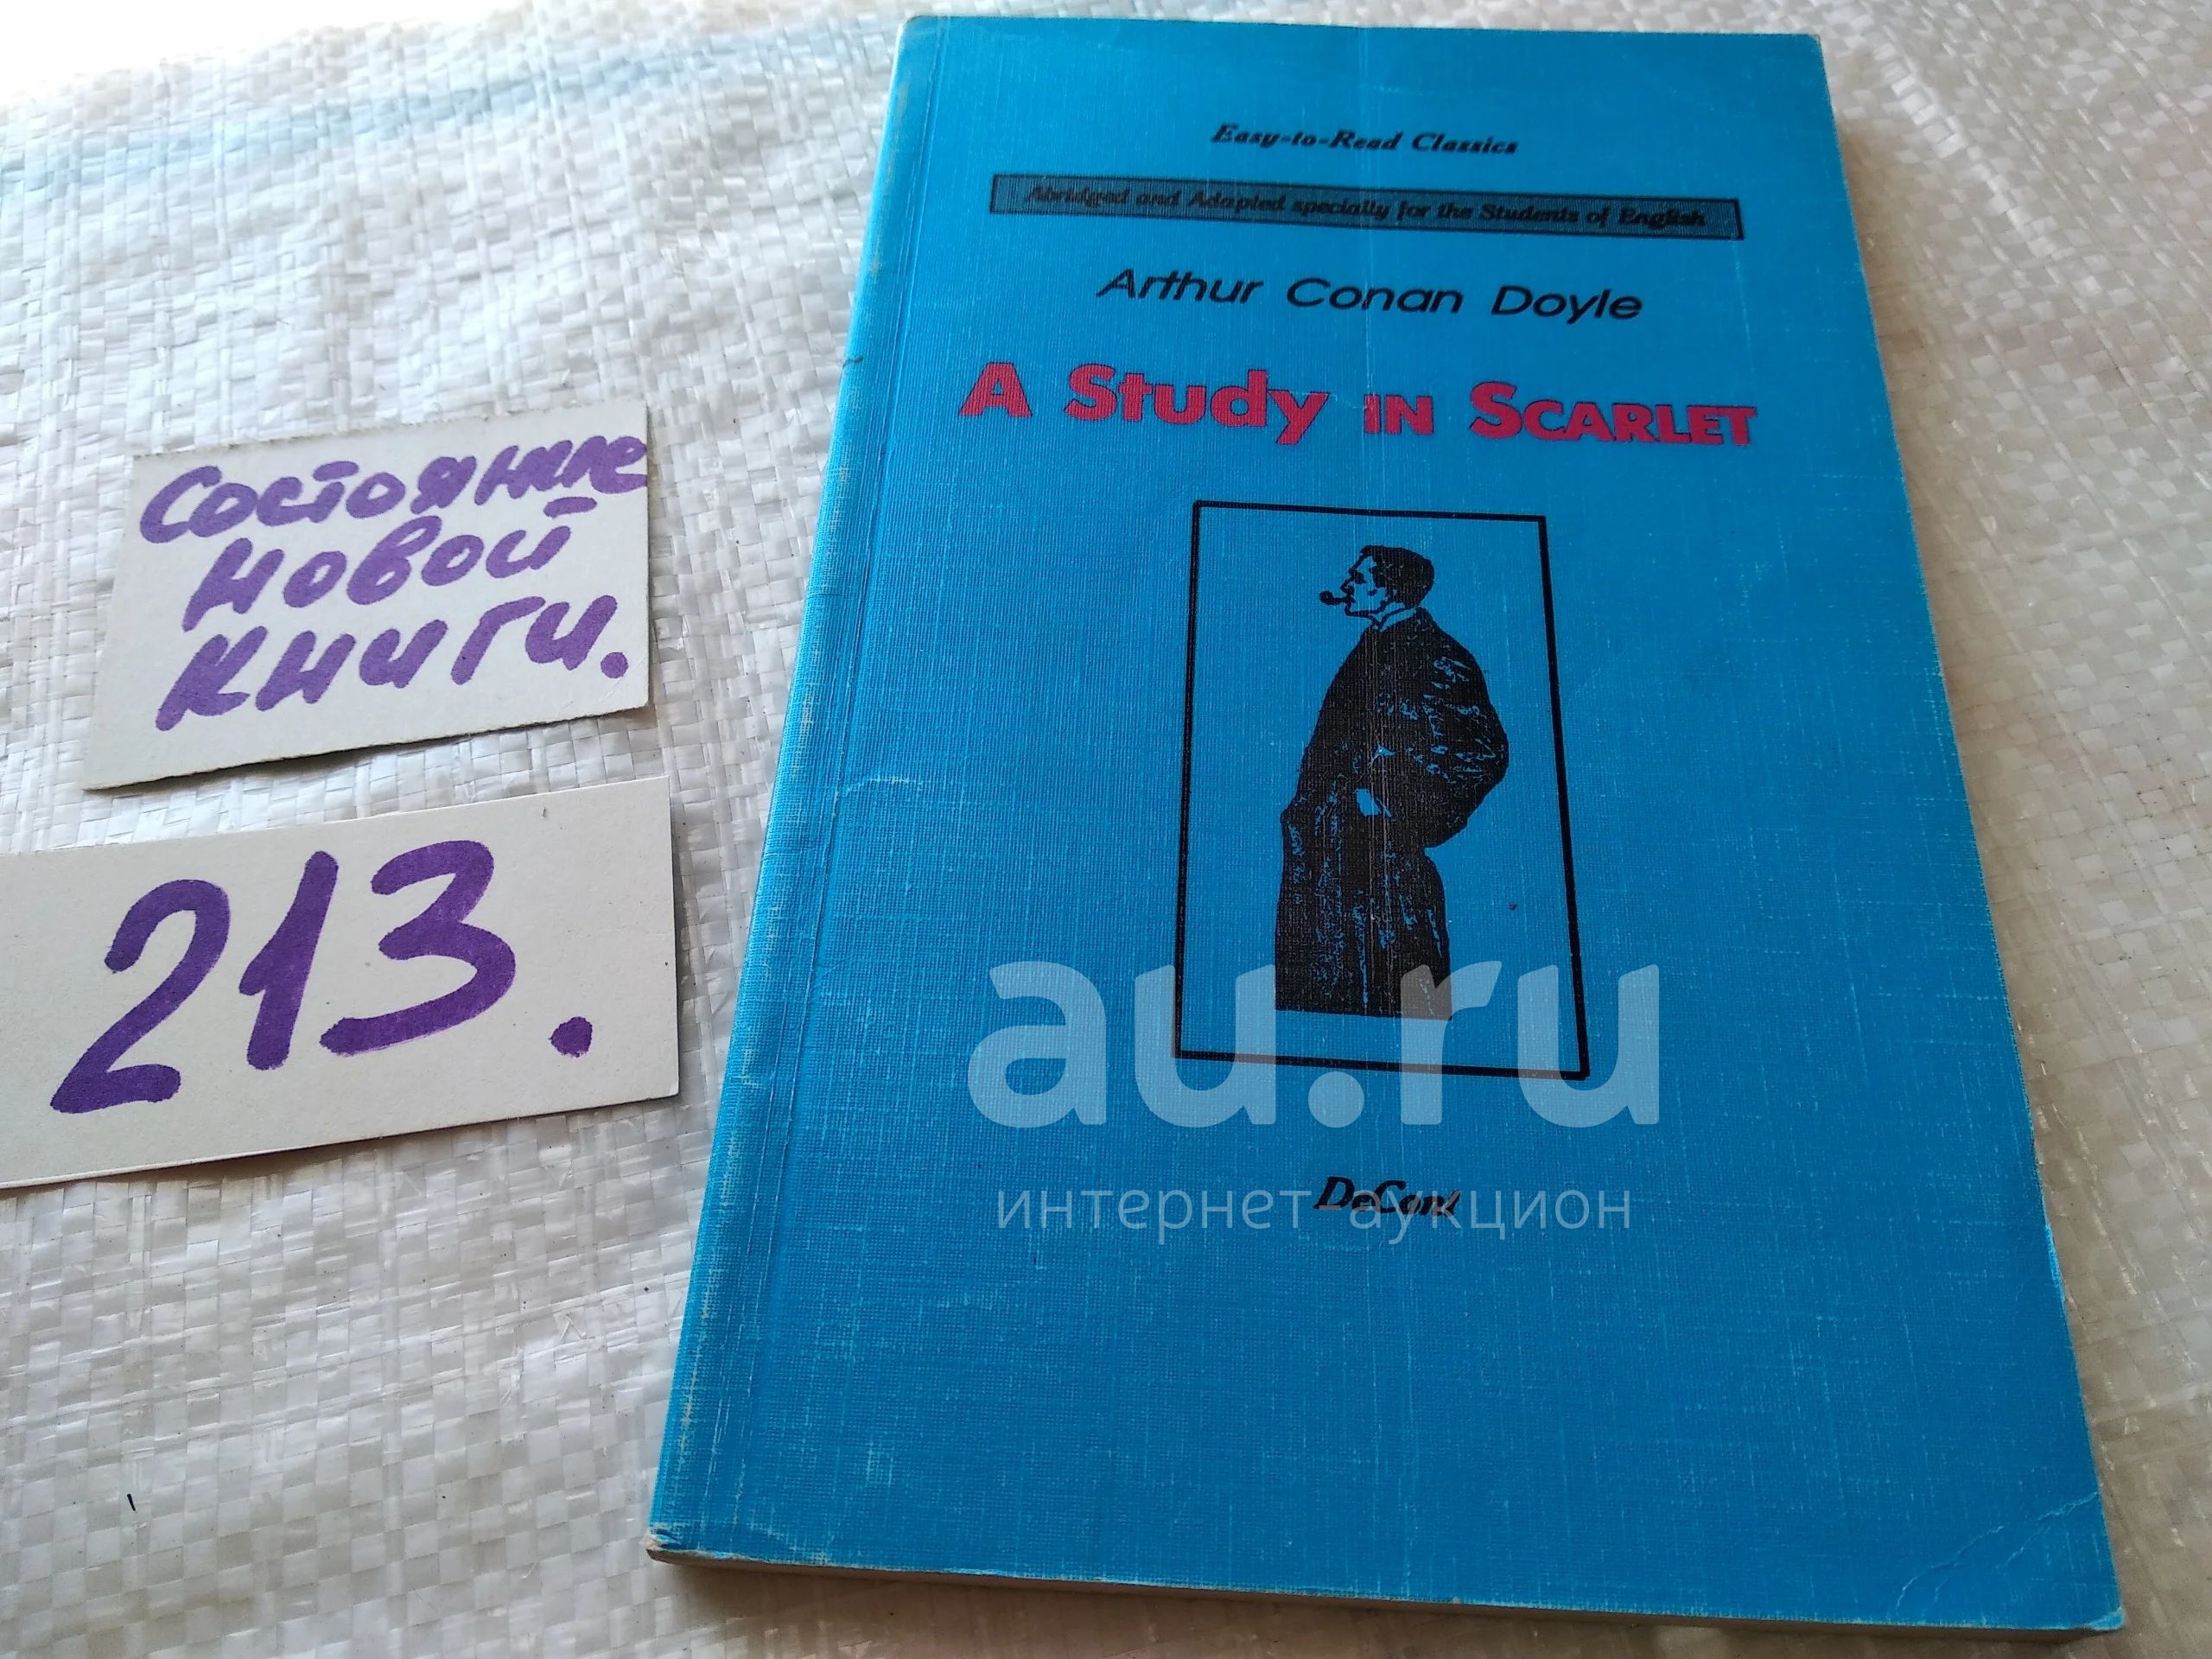 Easy-to-Read Classics
Abridged and Adapted specially for the Students of English
Arthur Conan Doyle
A Study in Scarlet
DeCont
Состояние
новой
книги.
213.
au.ru
интернет-аукцион